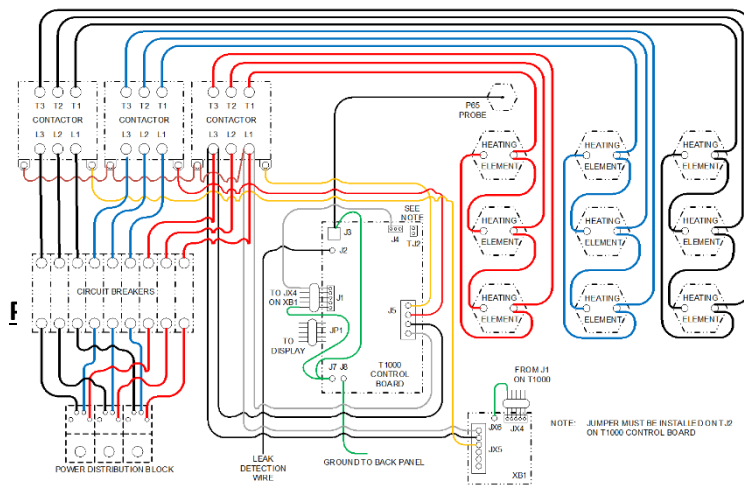 T3 T2 T1
CONTACTOR
L3 L2 L1
T3 T2 T1
CONTACTOR
L3 L2 L1
T3 T2 T1
CONTACTOR
L3 L2 L1
P65
PROBE
HEATING
ELEMENT
HEATING
ELEMENT
HEATING
ELEMENT
HEATING
ELEMENT
HEATING
ELEMENT
HEATING
ELEMENT
HEATING
ELEMENT
HEATING
ELEMENT
HEATING
ELEMENT
SEE
NOTE
J3
J4
TJ2
J2
CIRCUIT BREAKERS
TO JX4
ON XB1
J1
J5
JP1
TO
DISPLAY
T1000
CONTROL
BOARD
J7 J8
FROM J1
ON T1000
JX6
JX4
JX5
XB1
NOTE: JUMPER MUST BE INSTALLED ON TJ2
ON T1000 CONTROL BOARD
POWER DISTRIBUTION BLOCK
LEAK
DETECTION
WIRE
GROUND TO BACK PANEL